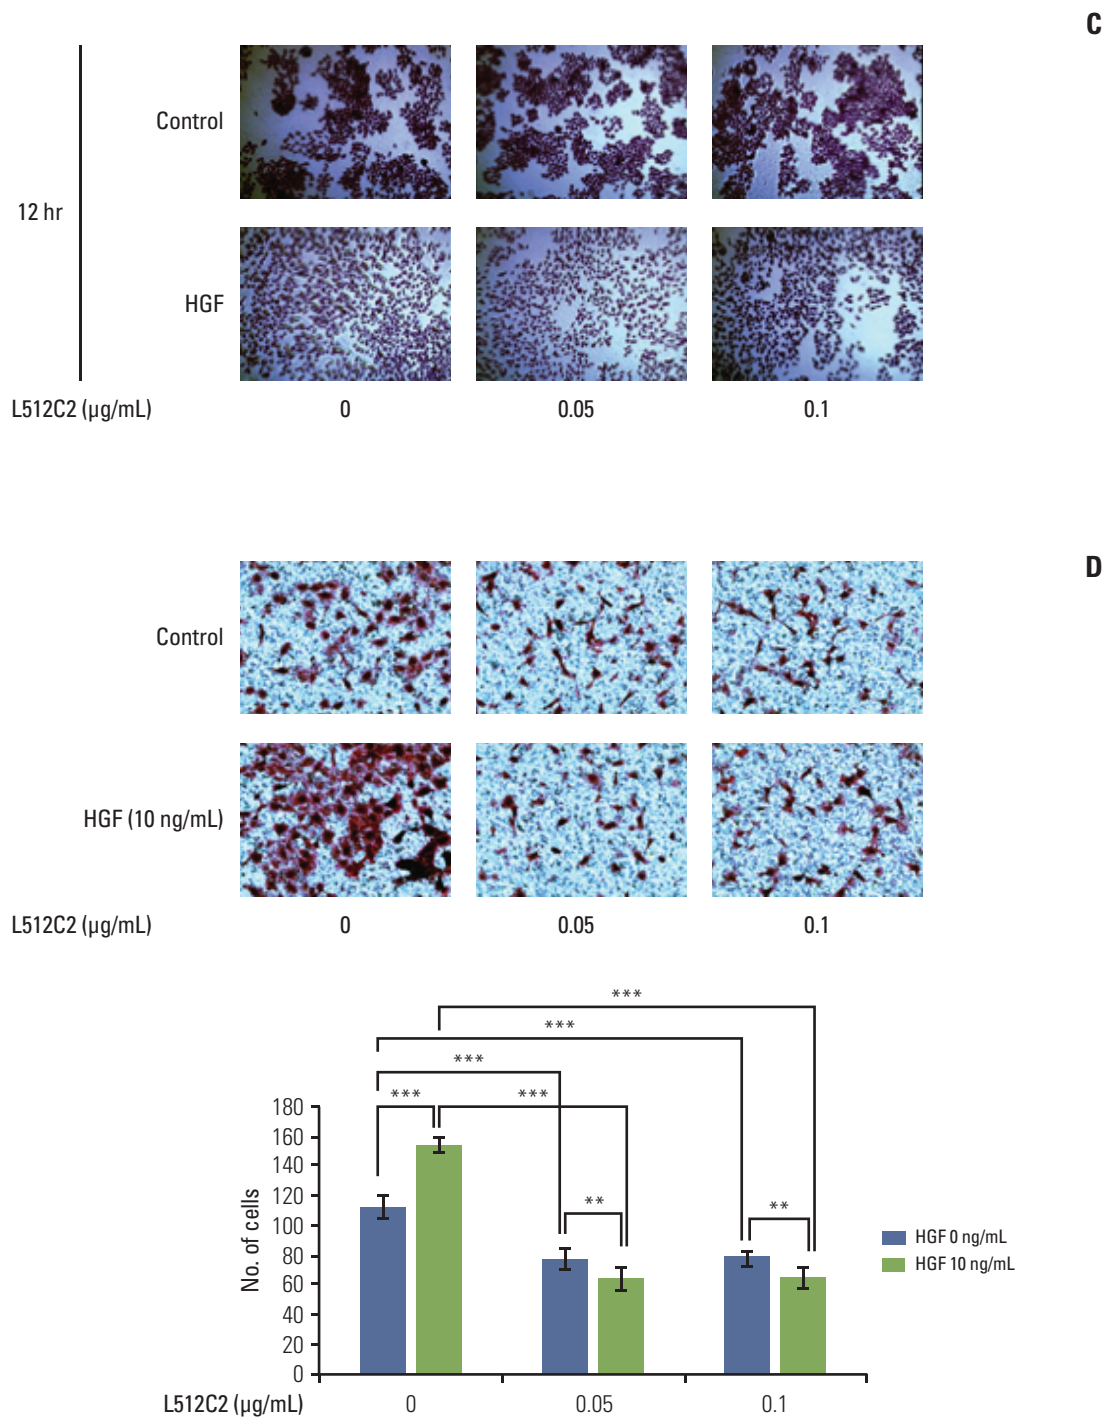 C
Control
12 hr
HGF
L512C2 (µg/mL) 0 0.05 0.1
D
Control
HGF (10 ng/mL)
L512C2 (µg/mL) 0 0.05 0.1
***
***
***
*** ***
180
160
140
120
100
80
60
40
20
0
No. of cells
** **
HGF 0 ng/mL
HGF 10 ng/mL
L512C2 (µg/mL) 0 0.05 0.1